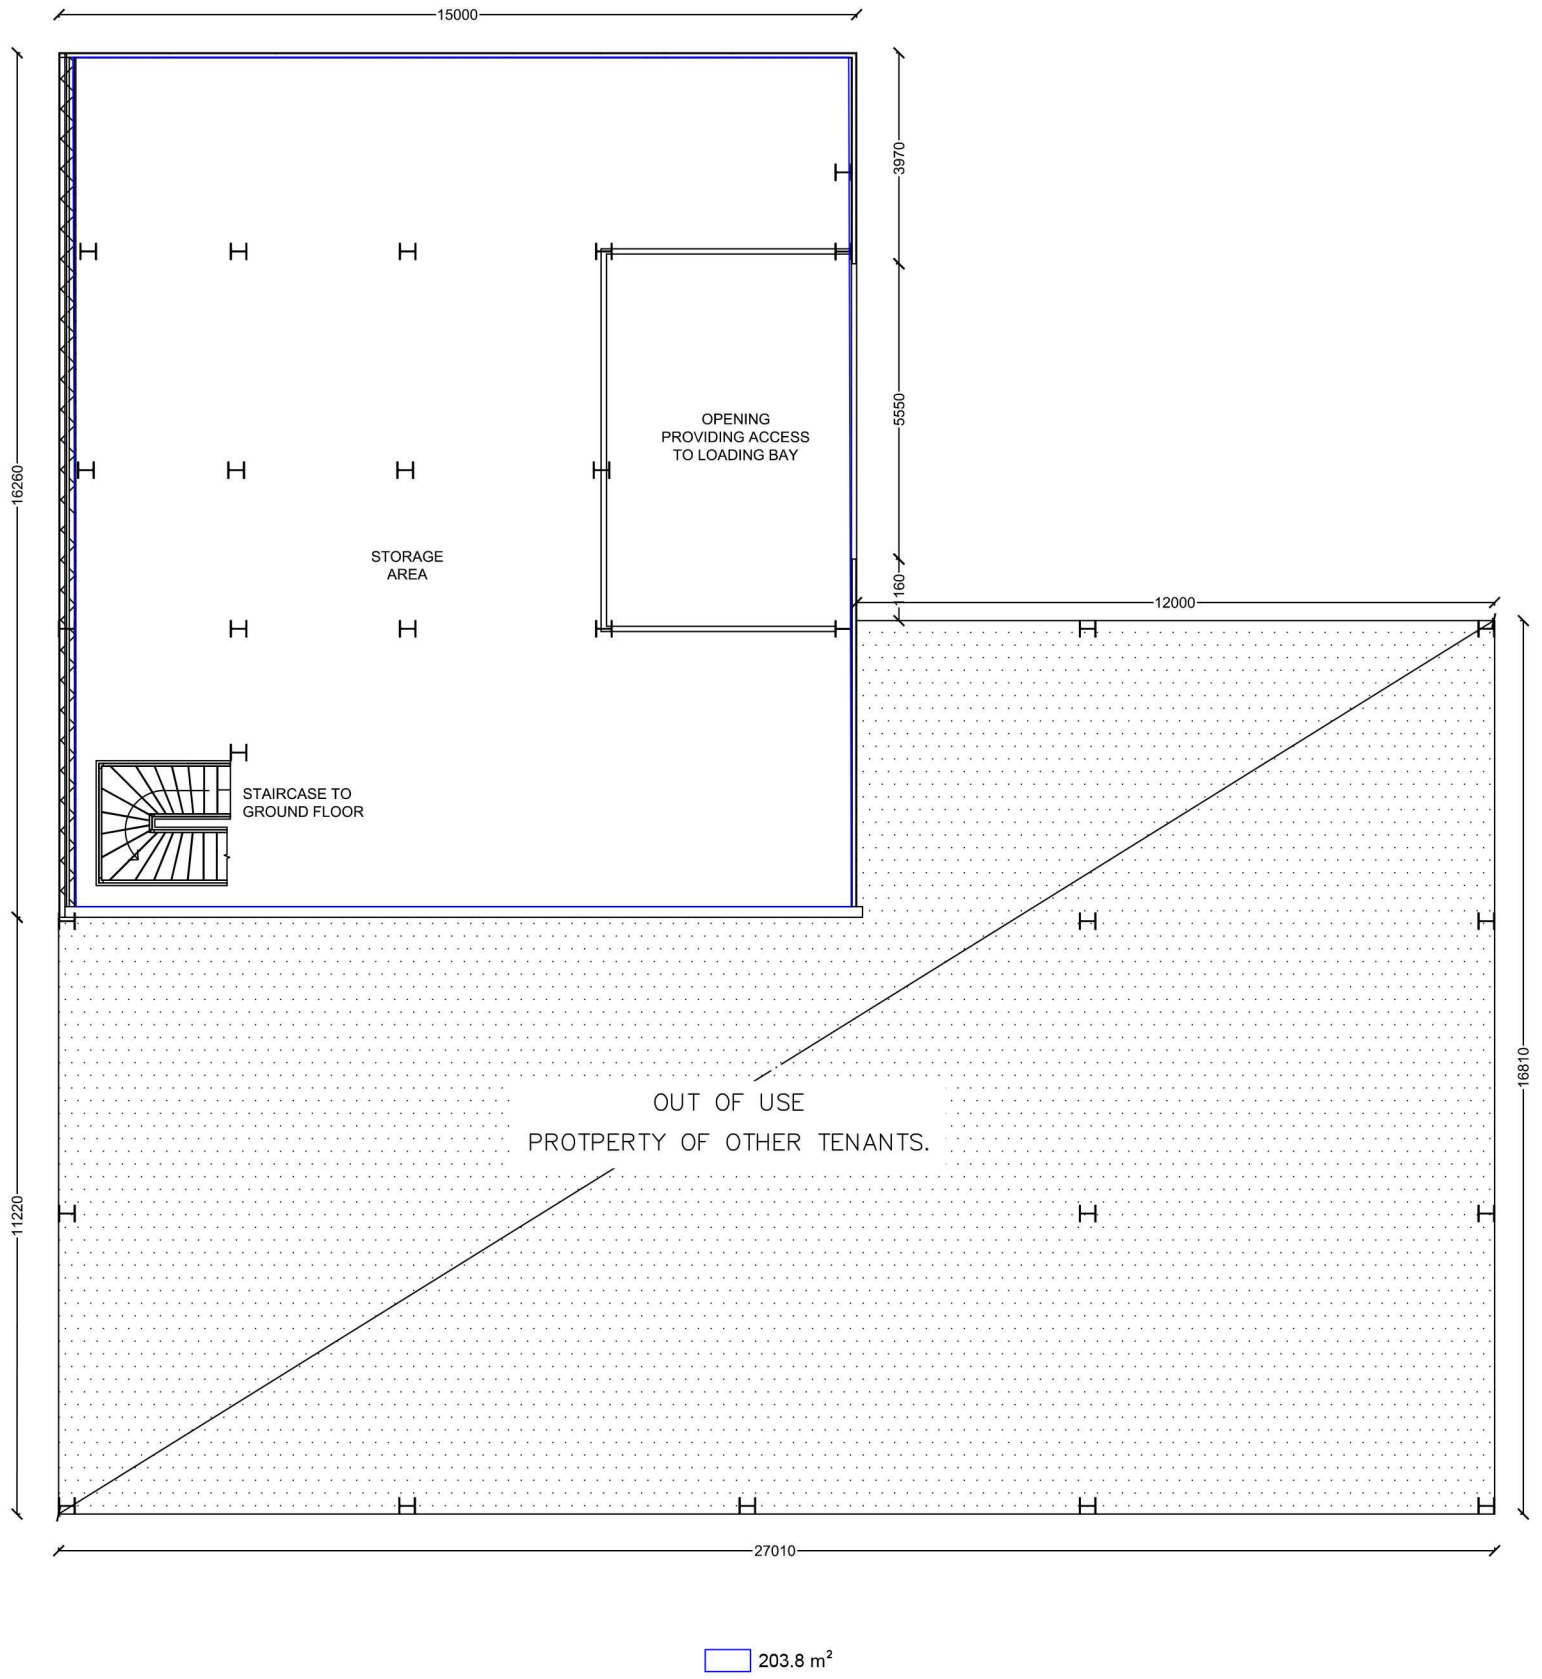 15000
3970
5550
1160
16260
OPENING
PROVIDING ACCESS
TO LOADING BAY
STORAGE
AREA
12000
STAIRCASE TO
GROUND FLOOR
16810
OUT OF USE
PROTPERTY OF OTHER TENANTS.
11220
27010
203.8 m²